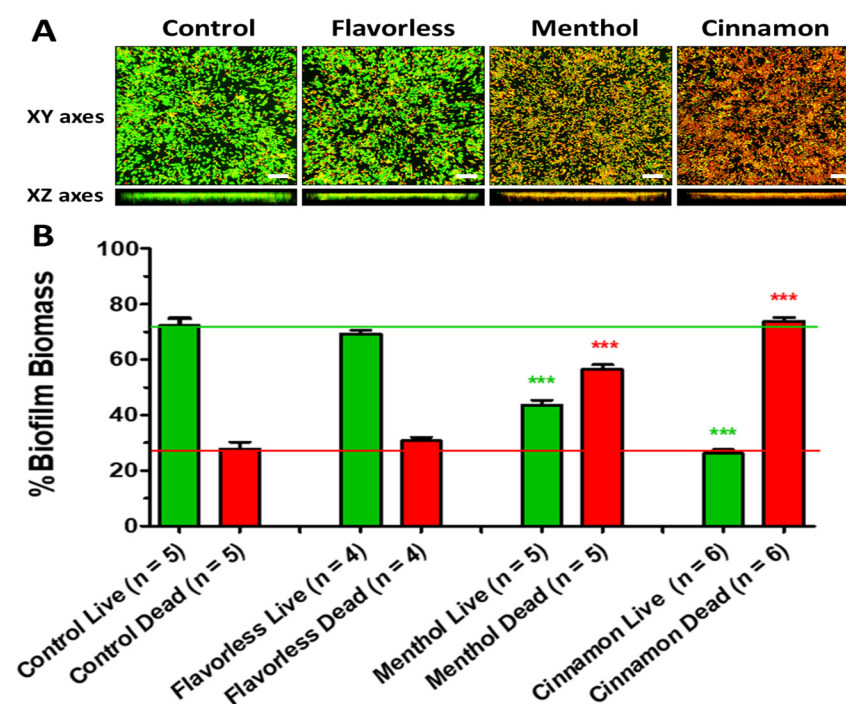 A
Control
Flavorless
Menthol
Cinnamon
XY axes
XZ axes
B
% Biofilm Biomass
100
80
60
40
20
0
***
***
***
***
Control Live (n = 5)
Control Dead (n = 5)
Flavorless Live (n = 4)
Flavorless Dead (n = 4)
Menthol Live (n = 5)
Menthol Dead (n = 5)
Cinnamon Live (n = 6)
Cinnamon Dead (n = 6)